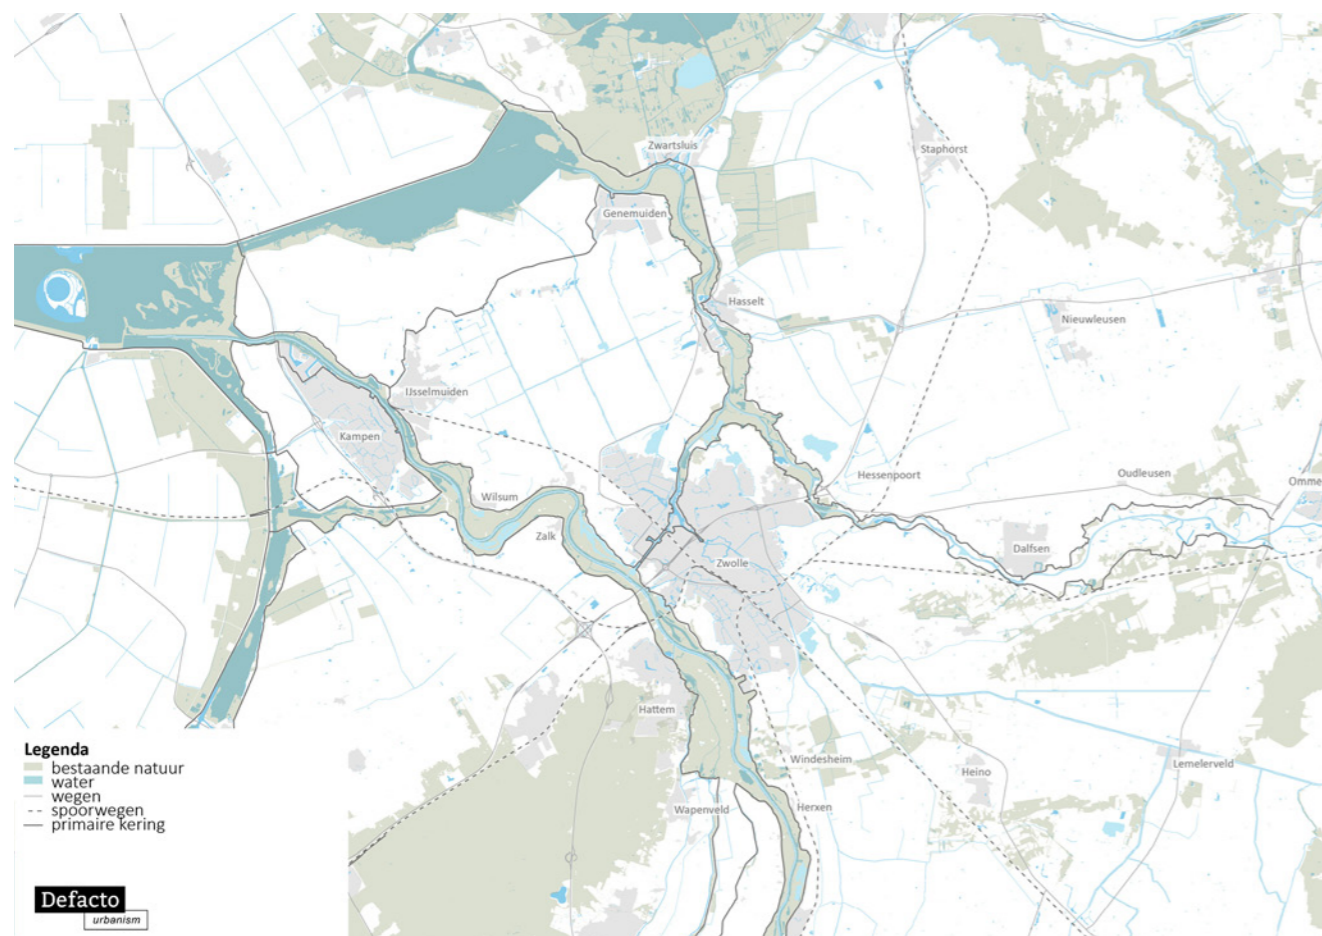 Zwartsluis
Staphorst
Genemuiden
Hasselt
Nieuwleusen
IJsselmuiden
Kampen
Hessenpoort
Oudleusen
Omme
Wilsum
Zalk
Dalfsen
Zwolle
Hattem
Windesheim
Heino
Lemelerveld
Wapenveld
Herxen
Legenda
bestaande natuur
water
wegen
spoorwegen
primaire kering
Defacto
urbanism